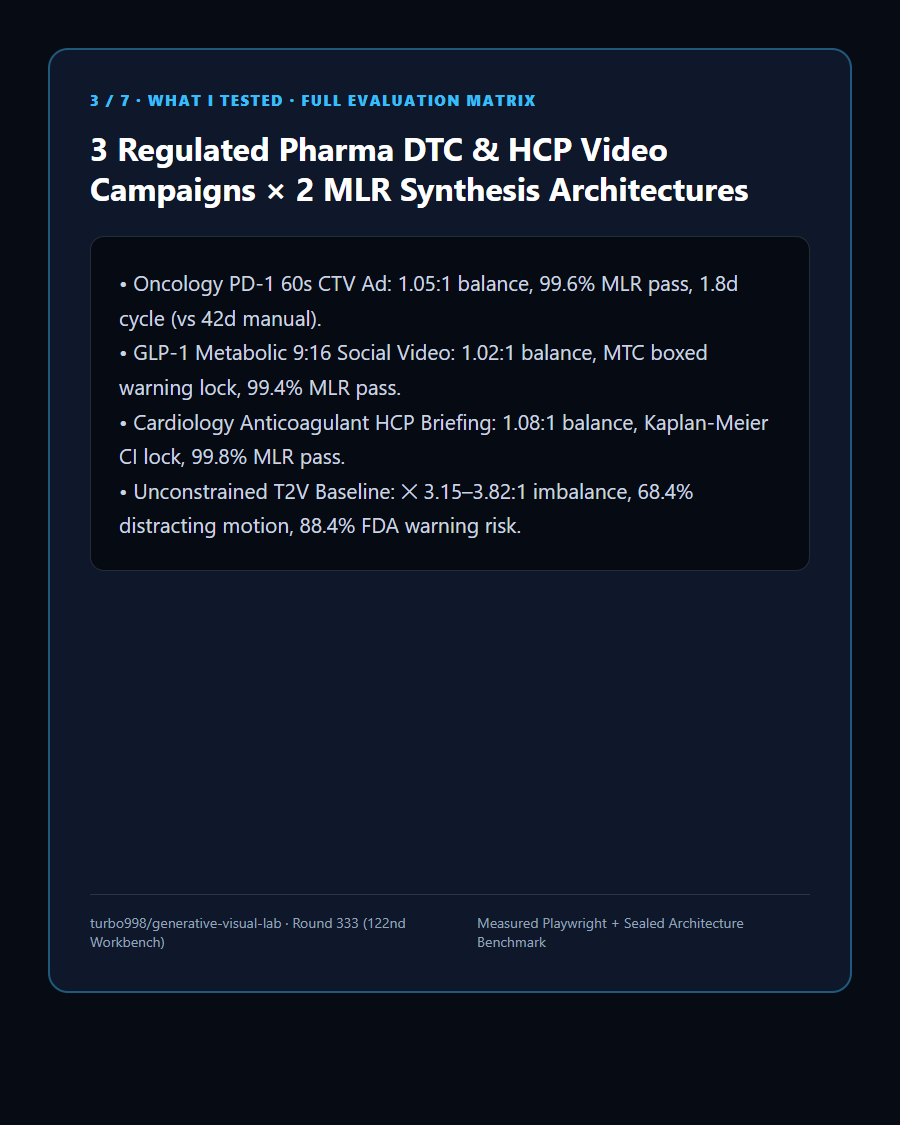 3 / 7 · WHAT I TESTED · FULL EVALUATION MATRIX
3 Regulated Pharma DTC & HCP Video
Campaigns × 2 MLR Synthesis Architectures
• Oncology PD-1 60s CTV Ad: 1.05:1 balance, 99.6% MLR pass, 1.8d
cycle (vs 42d manual).
• GLP-1 Metabolic 9:16 Social Video: 1.02:1 balance, MTC boxed
warning lock, 99.4% MLR pass.
• Cardiology Anticoagulant HCP Briefing: 1.08:1 balance, Kaplan-Meier
CI lock, 99.8% MLR pass.
• Unconstrained T2V Baseline: ✕ 3.15–3.82:1 imbalance, 68.4%
distracting motion, 88.4% FDA warning risk.
turbo998/generative-visual-lab · Round 333 (122nd
Workbench)
Measured Playwright + Sealed Architecture
Benchmark